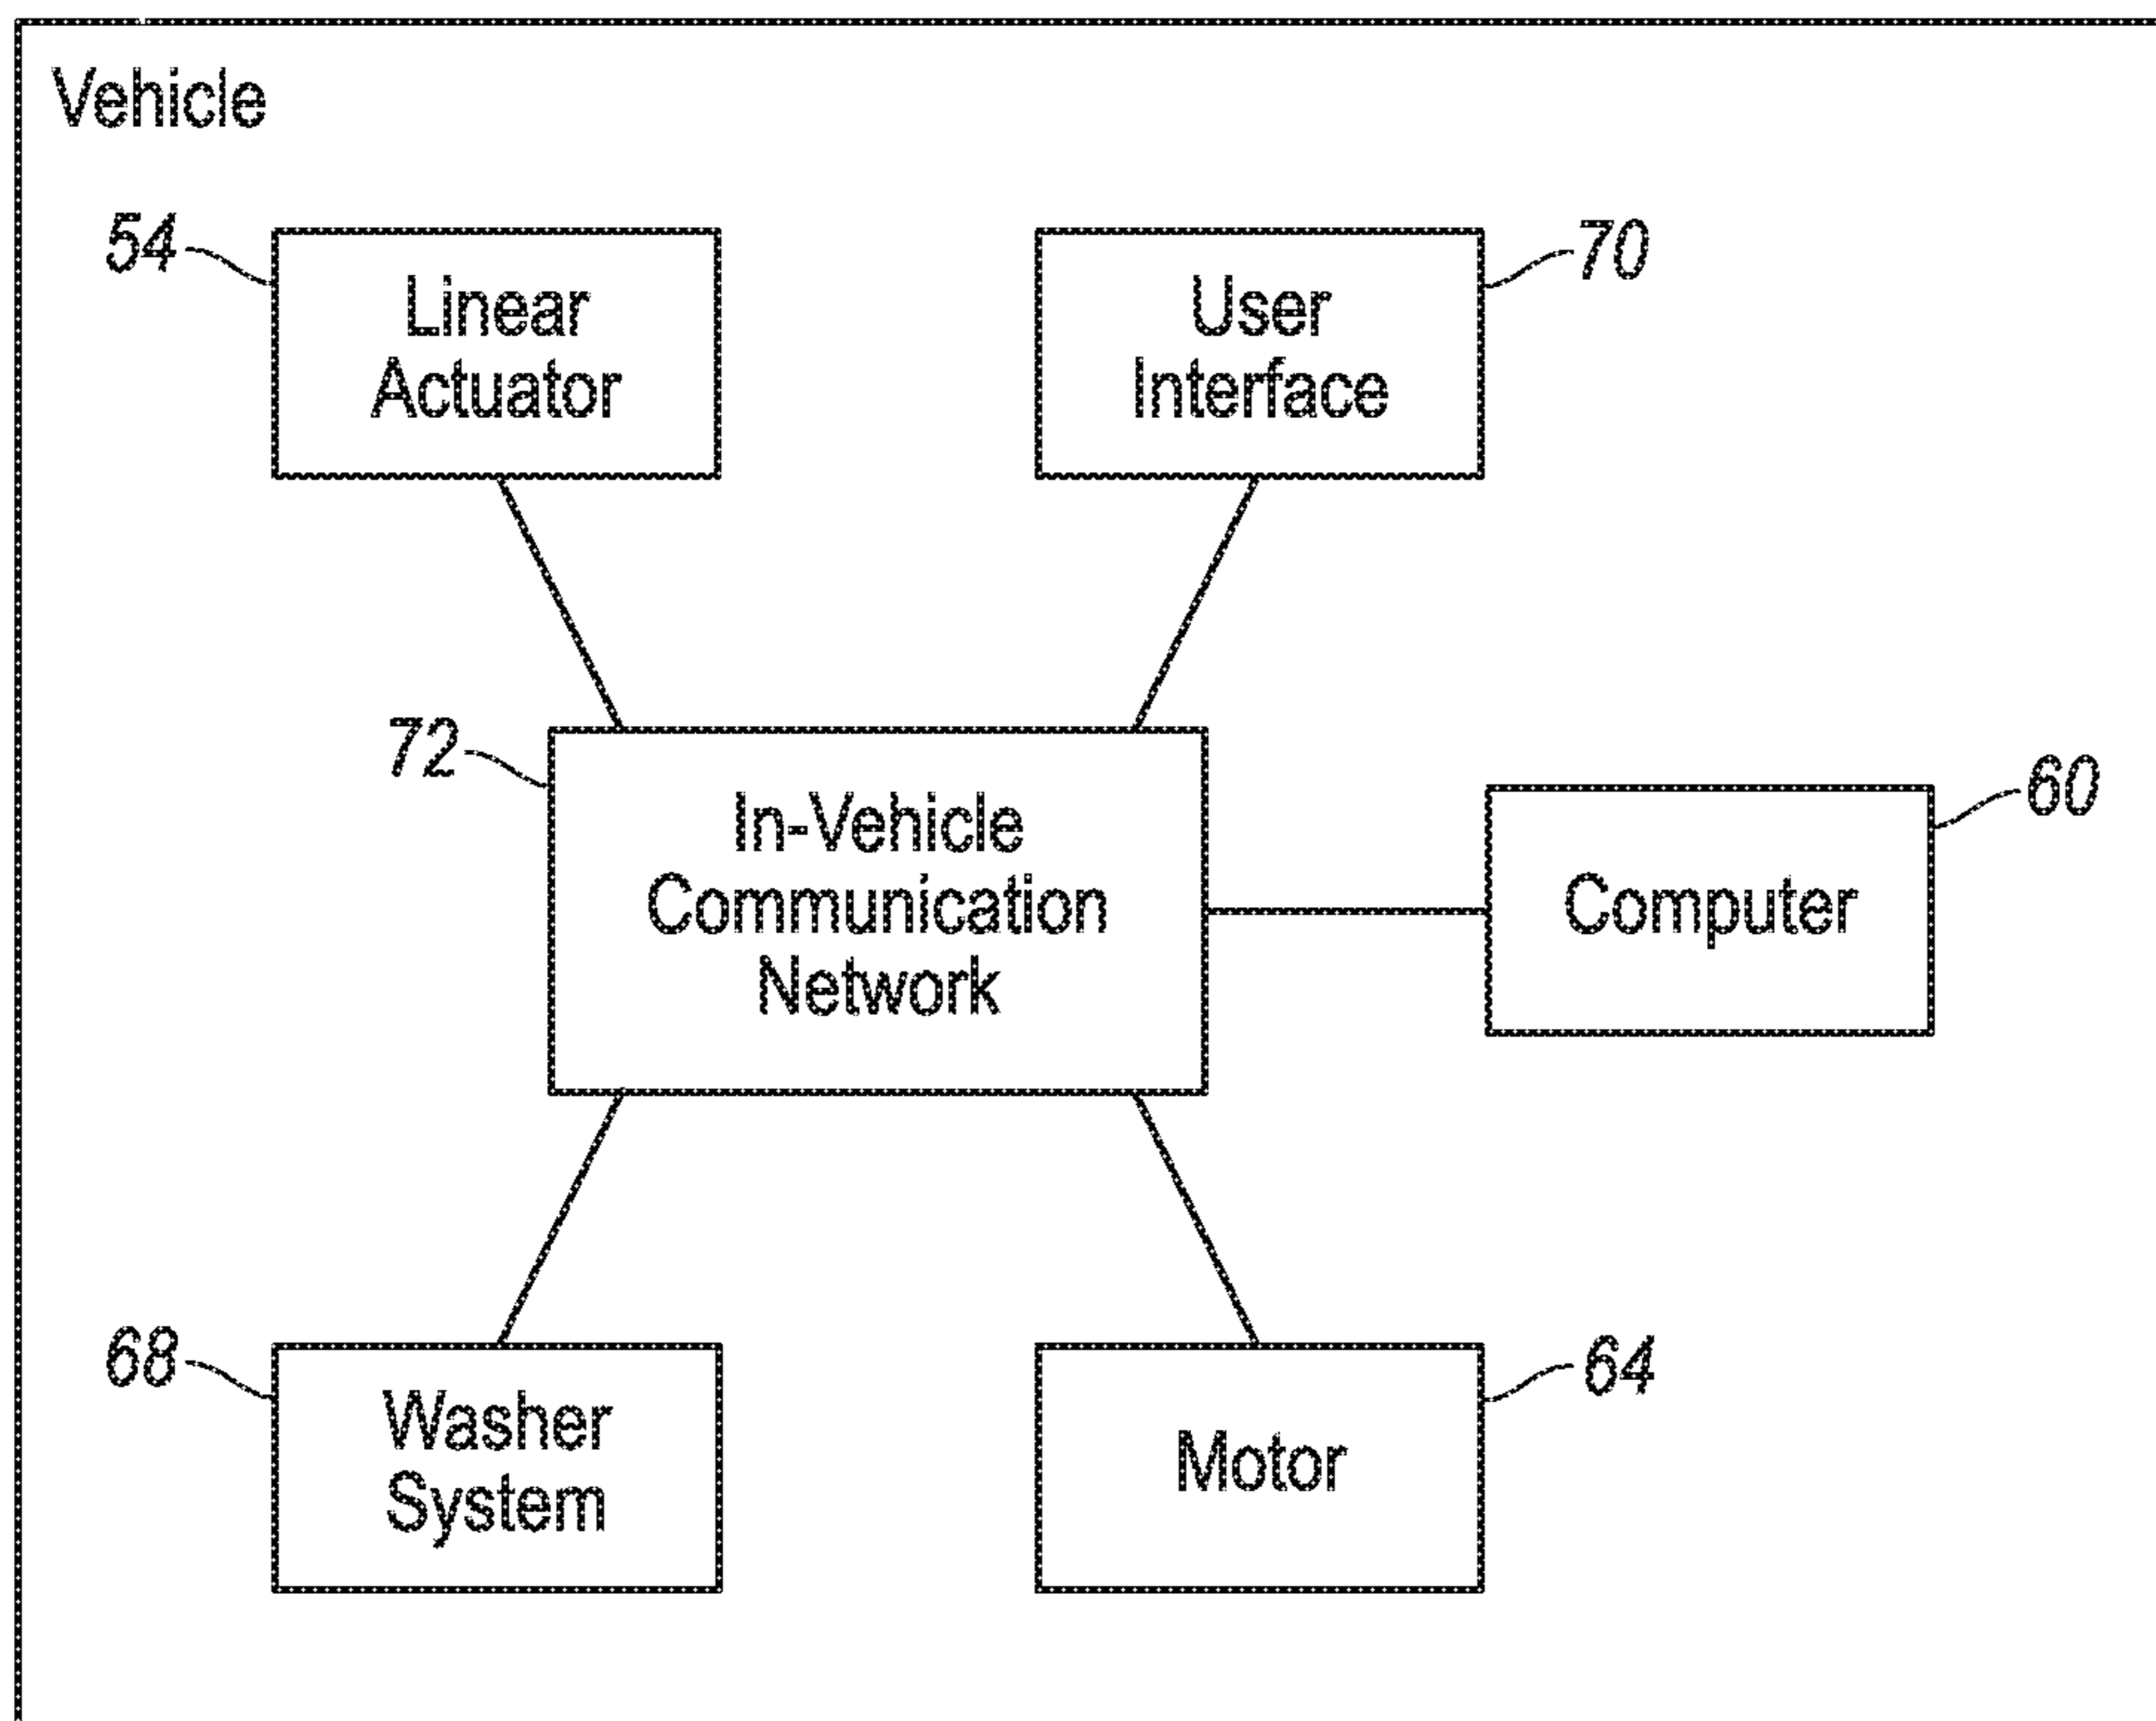 Vehicle
54
Linear
Actuator
User
Interface
70
72
In-Vehicle
Communication
Network
Computer
60
68
Washer
System
Motor
64